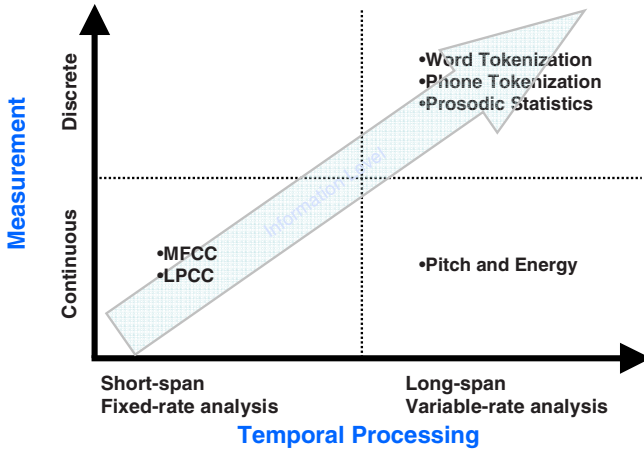 Measurement
Discrete
Continuous
•Word Tokenization
•Phone Tokenization
•Prosodic Statistics
Information Level
•MFCC
•LPCC
•Pitch and Energy
Short-span
Fixed-rate analysis
Long-span
Variable-rate analysis
Temporal Processing